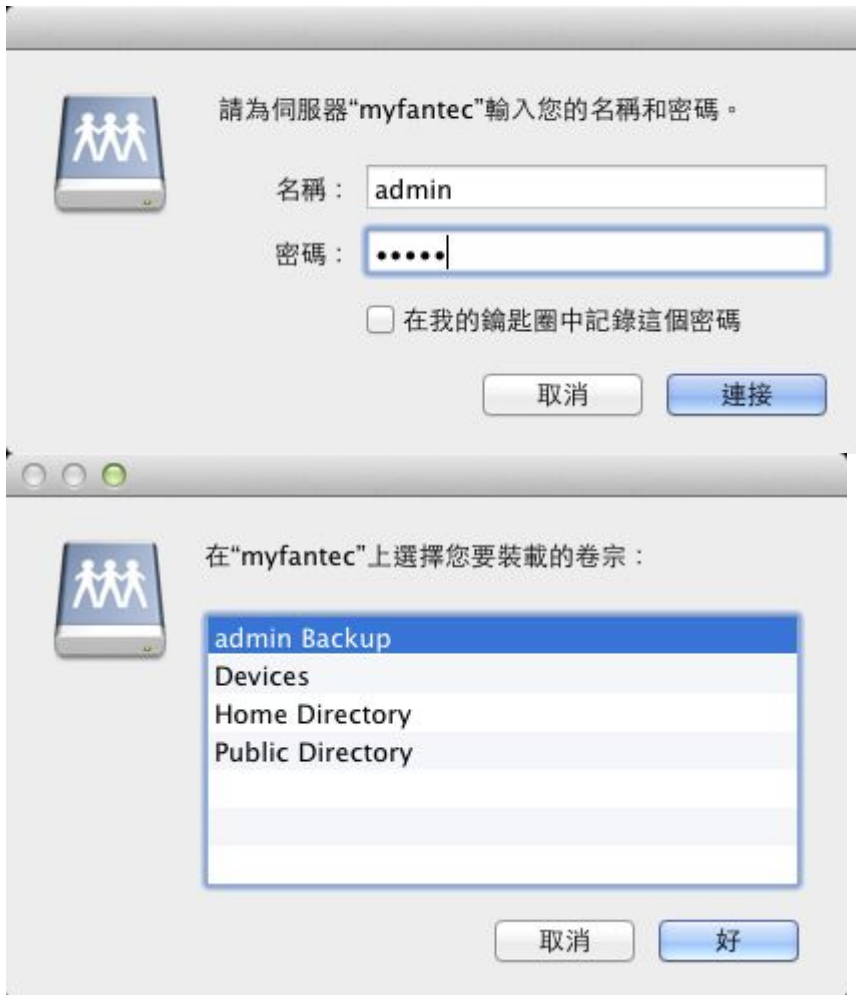 請為伺服器“myfantec”輸入您的名稱和密碼。
名稱： admin
密碼： •••••
在我的鑰匙圈中記錄這個密碼
取消 連接
在“myfantec”上選擇您要裝載的卷宗：
admin Backup
Devices
Home Directory
Public Directory
取消 好